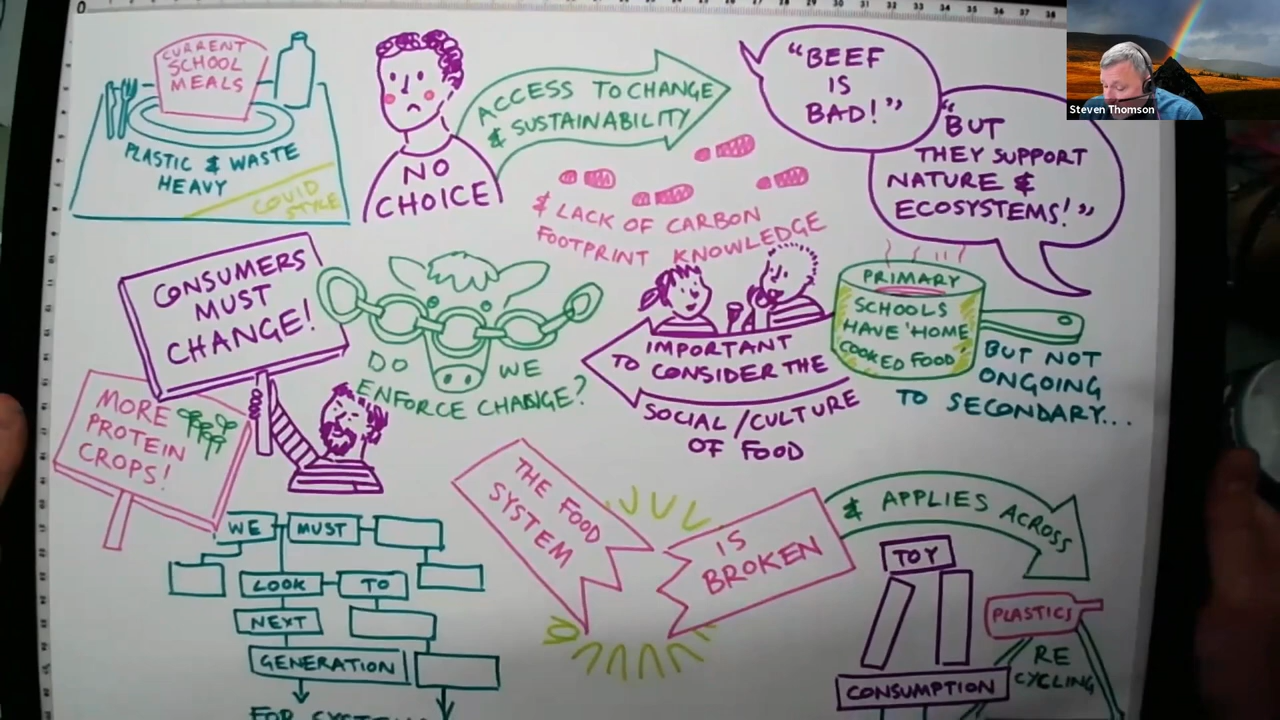 CURRENT
SCHOOL
MEALS
PLASTIC & WASTE
HEAVY
COVID
STYLE
NO
CHOICE
ACCESS TO CHANGE
& SUSTAINABILITY
& LACK OF CARBON
FOOTPRINT KNOWLEDGE
"BEEF
IS
BAD!"
"BUT
THEY SUPPORT
NATURE &
ECOSYSTEMS!"
Steven Thomson
CONSUMERS
MUST
CHANGE!
MORE
PROTEIN
CROPS!
DO WE
ENFORCE CHANGE?
IMPORTANT
TO CONSIDER THE
SOCIAL/CULTURE
OF FOOD
PRIMARY
SCHOOLS
HAVE 'HOME
COOKED FOOD'
BUT NOT
ONGOING
TO SECONDARY...
WE MUST
LOOK TO
NEXT
GENERATION
THE FOOD
SYSTEM
IS
BROKEN
& APPLIES ACROSS
TOY
CONSUMPTION
PLASTICS
RE
CYCLING